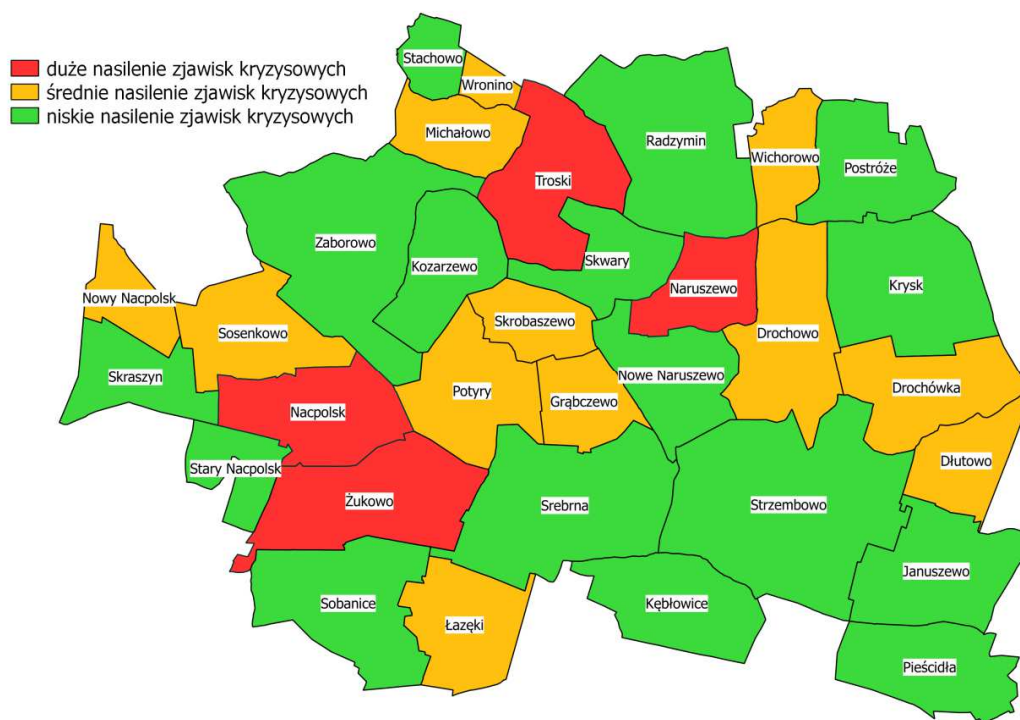 duże nasilenie zjawisk kryzysowych
średnie nasilenie zjawisk kryzysowych
niskie nasilenie zjawisk kryzysowych
Stachowo
Wronino
Michałowo
Radzymin
Wichorowo
Postróże
Troski
Zaborowo
Kozarzewo
Skwary
Naruszewo
Krysk
Nowy Nacpolsk
Sosenkowo
Skrobaszewo
Drochowo
Skraszyn
Nowe Naruszewo
Drochówka
Potyry
Grąbczewo
Nacpolsk
Dłutowo
Stary Nacpolsk
Żukowo
Srebrna
Strzembowo
Januszewo
Sobanice
Kębłowice
Łazęki
Pieścidła